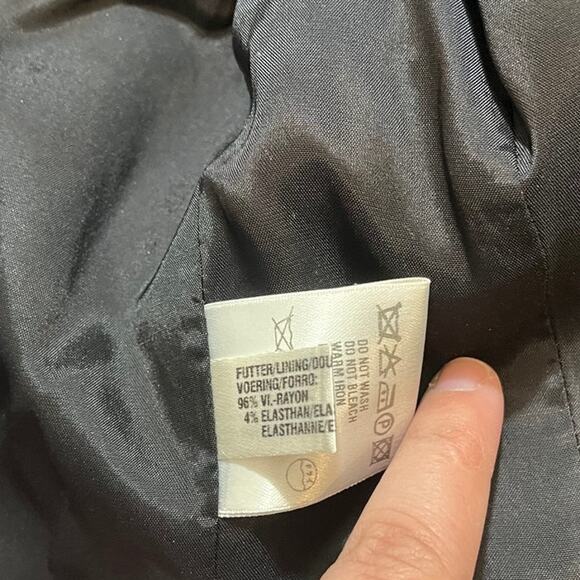 FUTTER/LINING/DOU
VOERING/FORRO:
96% VI.-RAYON
4% ELASTHAN/ELA
ELASTHANNE/E
DO NOT WASH
DO NOT BLEACH
WARM IRON
P